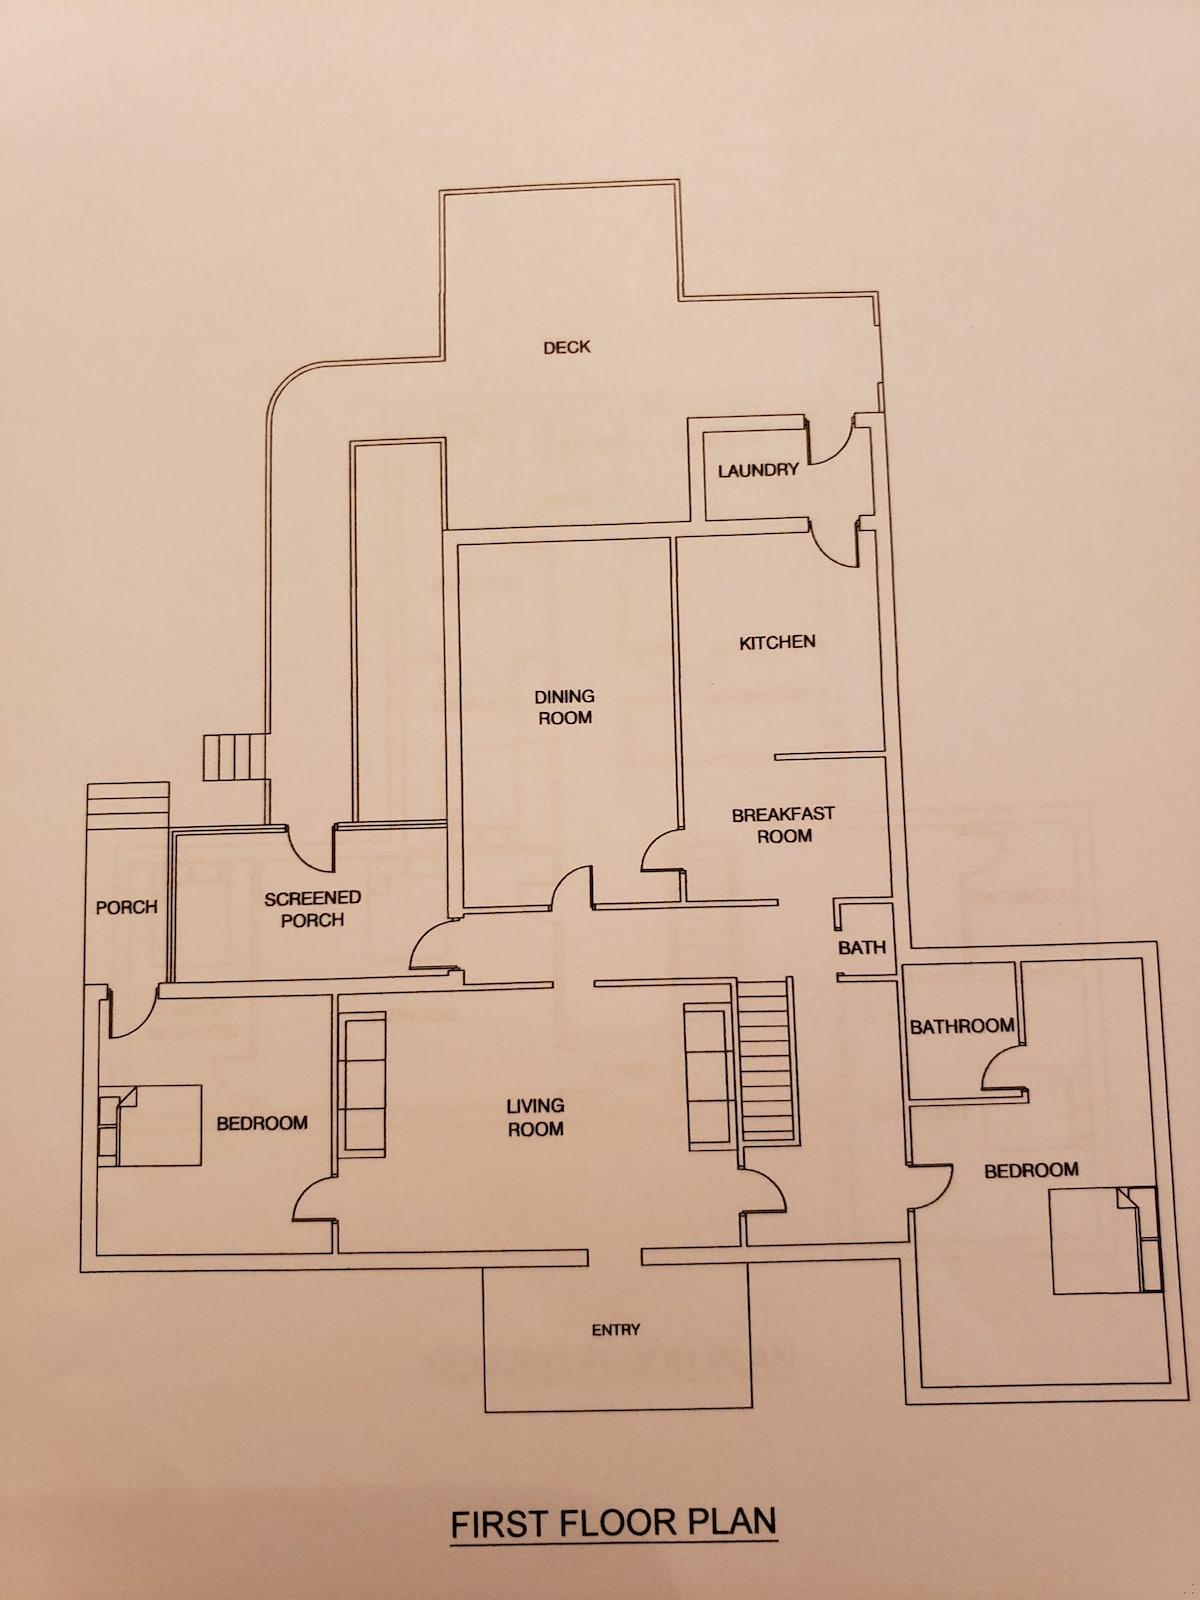 DECK
LAUNDRY
KITCHEN
DINING
ROOM
BREAKFAST
ROOM
SCREENED
PORCH
PORCH
BATH
BATHROOM
LIVING
ROOM
BEDROOM
BEDROOM
ENTRY
FIRST FLOOR PLAN